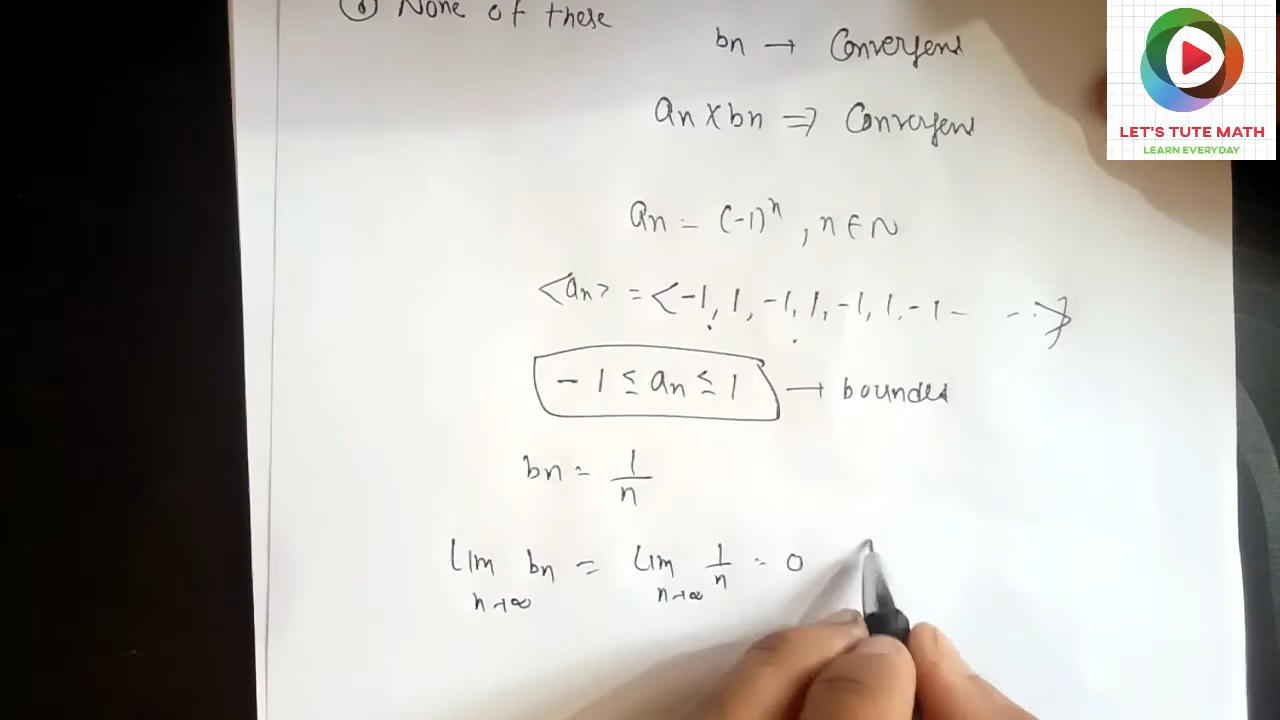 None of these
bn → Convergent
an × bn ⇒ Convergent
an = (-1)^n , n ∈ N
<an> = <-1, 1, -1, 1, -1, 1, -1 - - ..>
-1 ≤ an ≤ 1 → bounded
bn = 1/n
lim n→∞ bn = lim n→∞ 1/n = 0
LET'S TUTE MATH
LEARN EVERYDAY